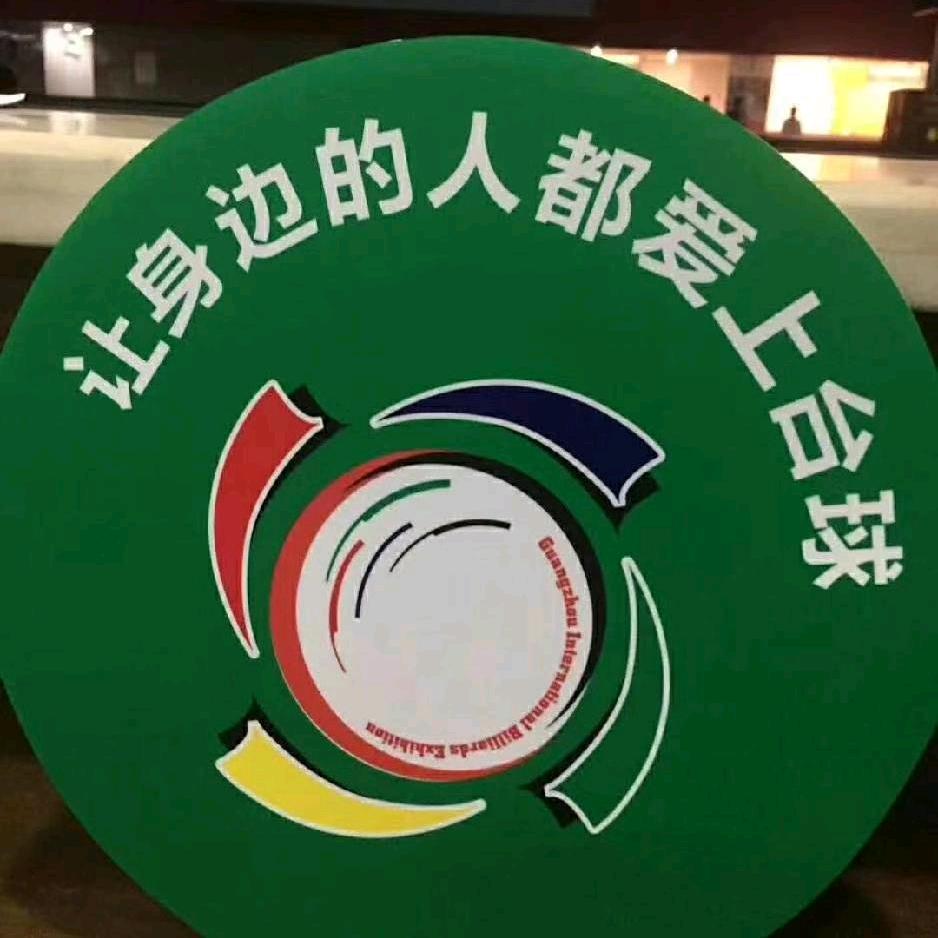 让身边的人都爱上台球
Guangzhou International Billiards Exhibition